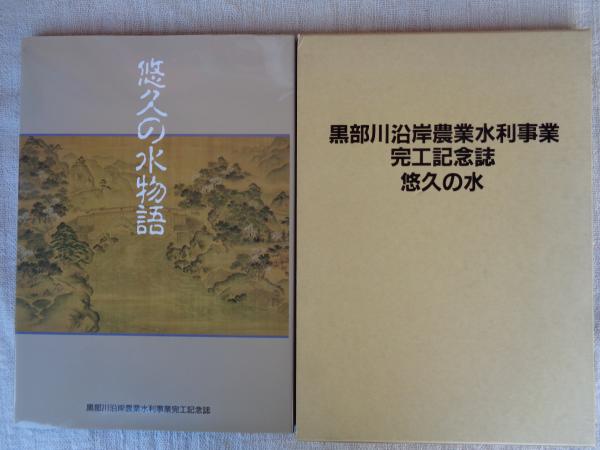 悠久の水物語
黒部川沿岸農業水利事業完工記念誌
黒部川沿岸農業水利事業
完工記念誌
悠久の水